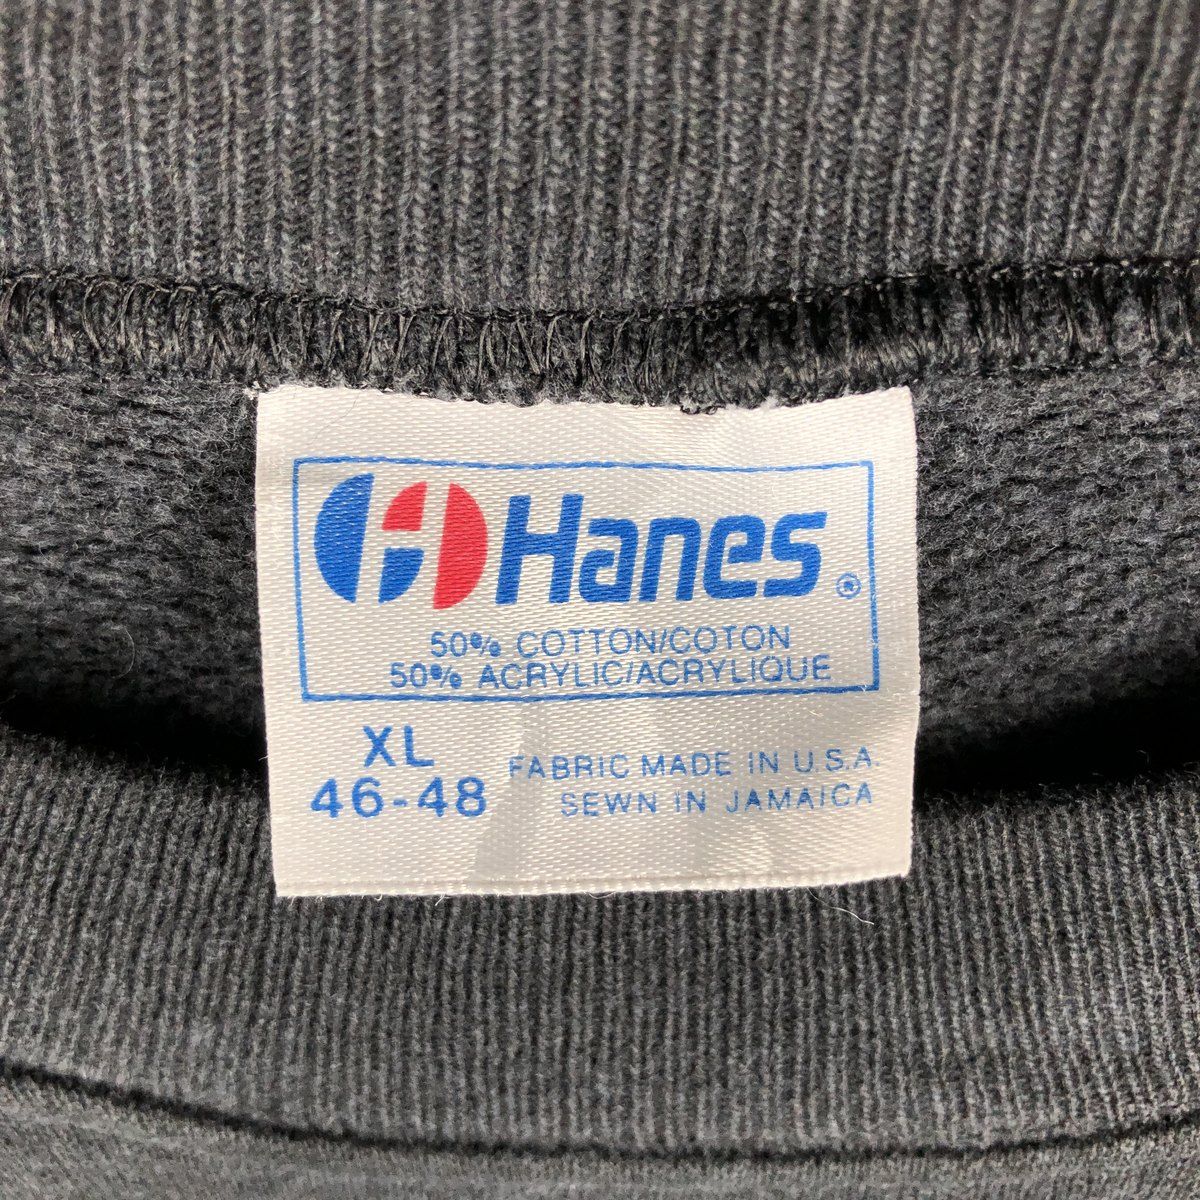 Hanes®
50% COTTON/COTON
50% ACRYLIC/ACRYLIQUE
XL
46-48
FABRIC MADE IN U.S.A.
SEWN IN JAMAICA